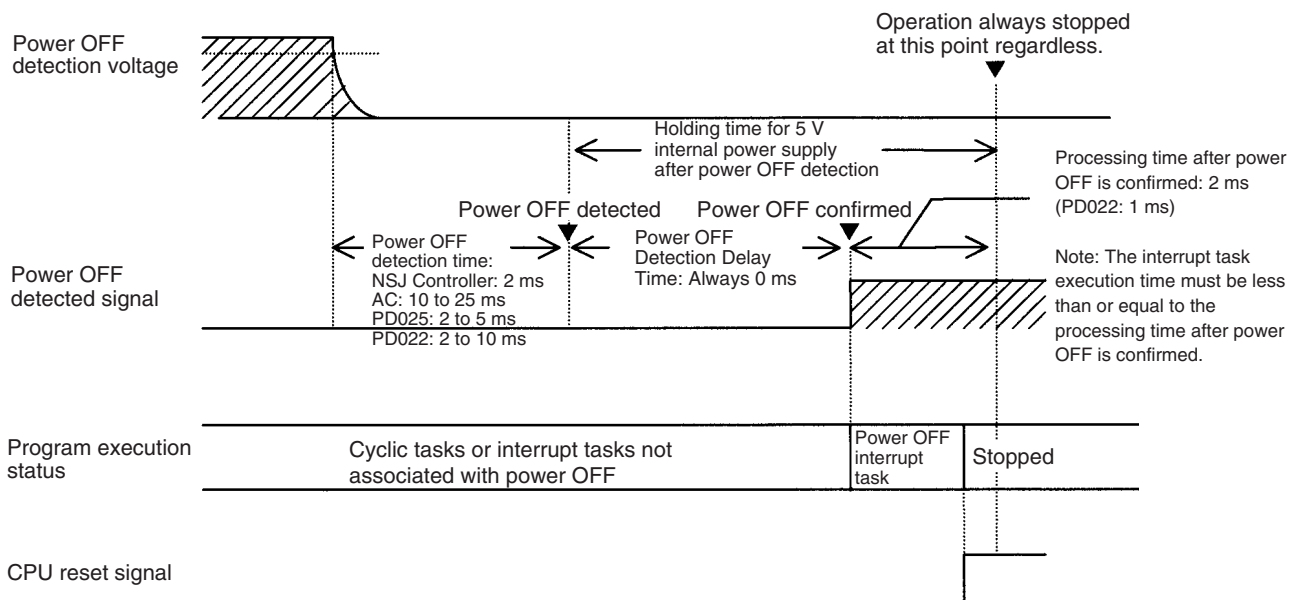 Operation always stopped
at this point regardless.
Power OFF
detection voltage
Holding time for 5 V
internal power supply
after power OFF detection
Processing time after power
OFF is confirmed: 2 ms
(PD022: 1 ms)
Power OFF detected
Power OFF confirmed
Power OFF
detection time:
NSJ Controller: 2 ms
AC: 10 to 25 ms
PD025: 2 to 5 ms
PD022: 2 to 10 ms
Power OFF
Detection Delay
Time: Always 0 ms
Power OFF
detected signal
Note: The interrupt task
execution time must be less
than or equal to the
processing time after power
OFF is confirmed.
Program execution
status
Cyclic tasks or interrupt tasks not
associated with power OFF
Power OFF
interrupt
task
Stopped
CPU reset signal